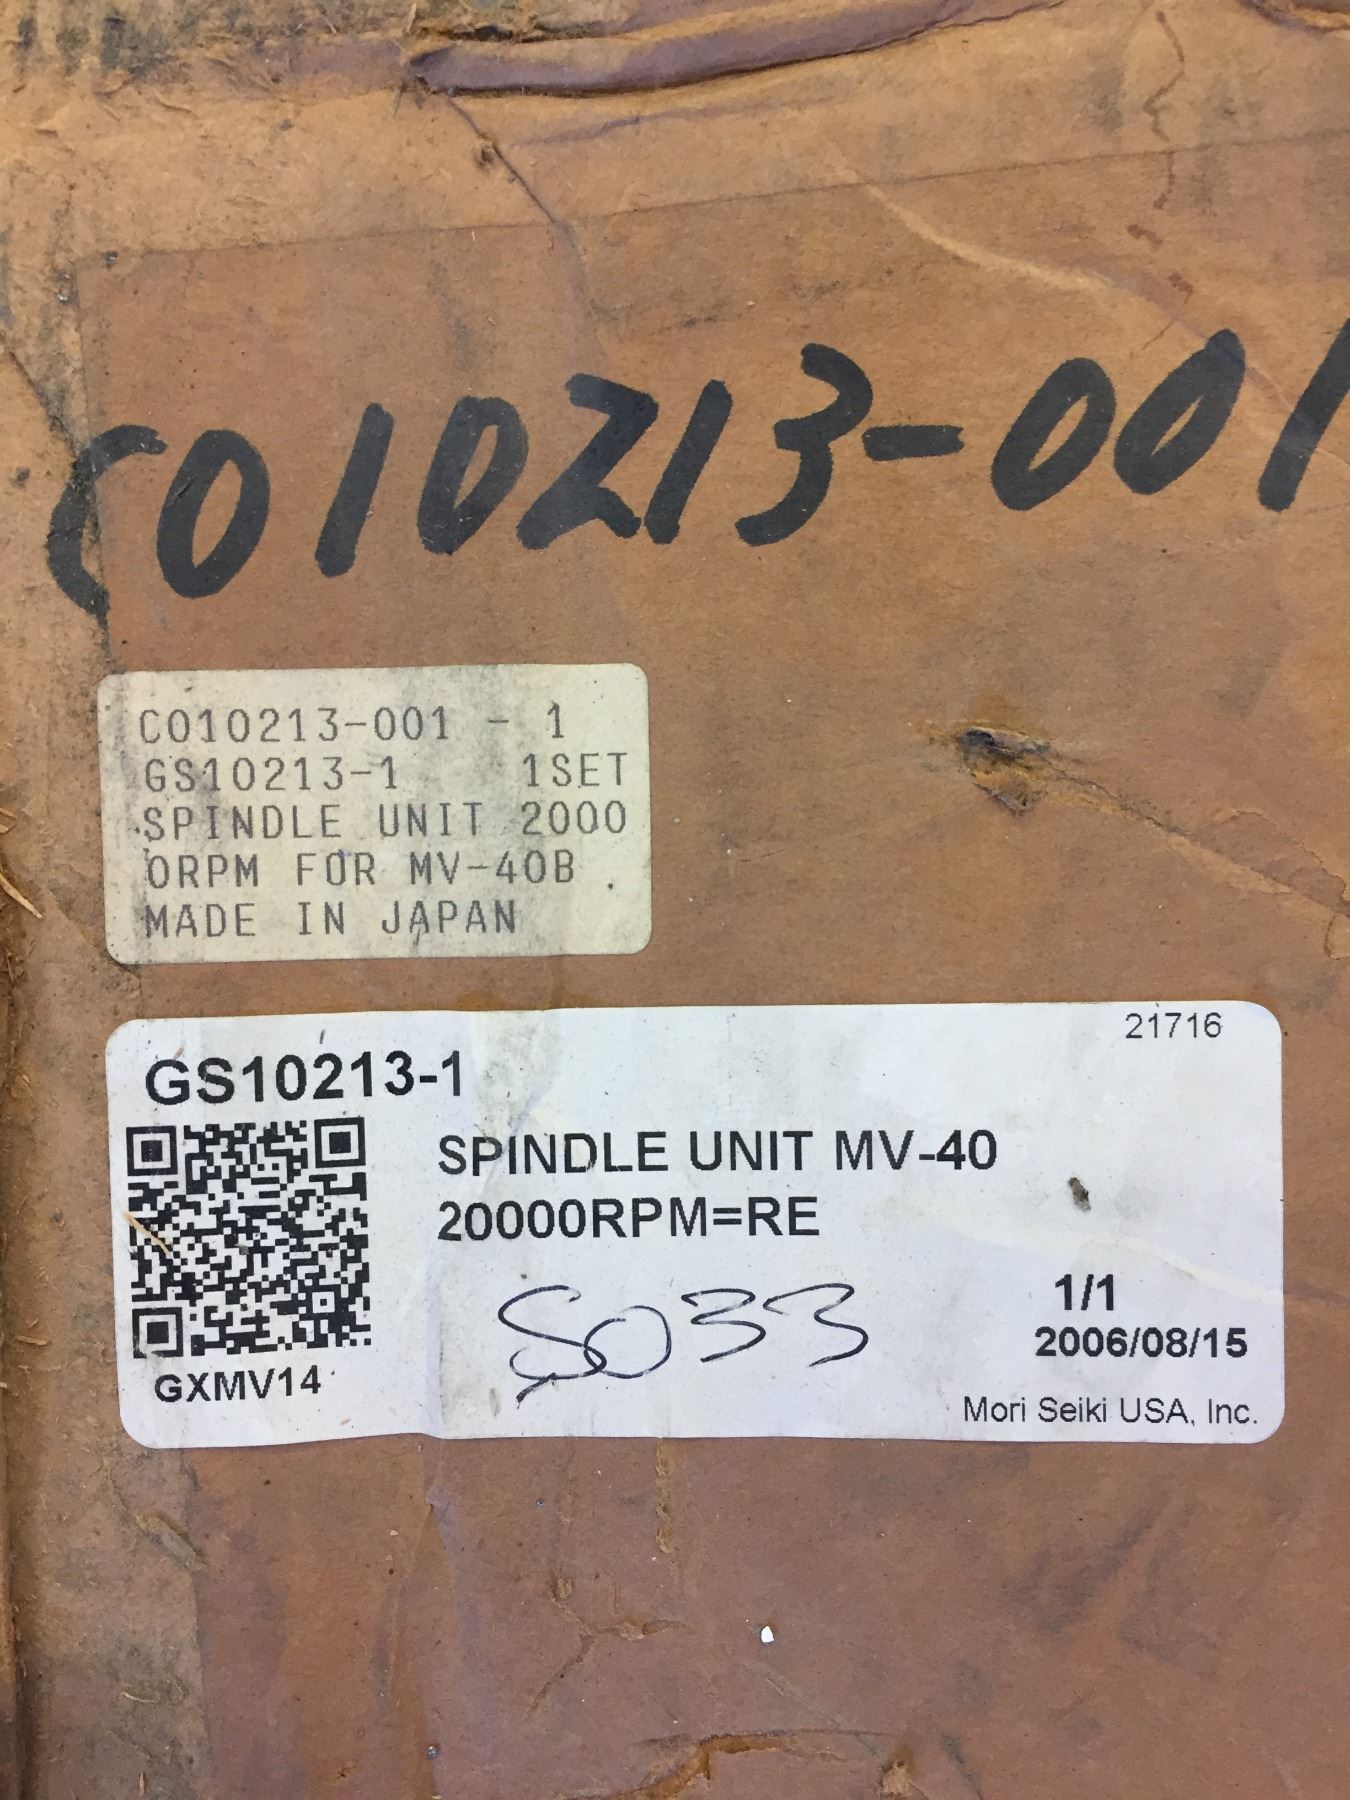 C010213-001
C010213-001 - 1
GS10213-1 1SET
SPINDLE UNIT 2000
0RPM FOR MV-40B
MADE IN JAPAN
21716
GS10213-1
SPINDLE UNIT MV-40
20000RPM=RE
S033
1/1
2006/08/15
GXMV14
Mori Seiki USA, Inc.